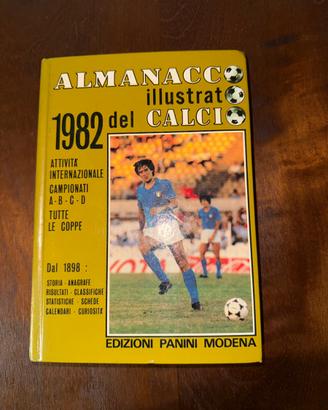 ALMANACCO
illustrato
1982 del CALCIO
ATTIVITÀ
INTERNAZIONALE
CAMPIONATI
A - B - C - D
TUTTE
LE COPPE
Dal 1898 :
STORIA - ANAGRAFE
RISULTATI - CLASSIFICHE
STATISTICHE - SCHEDE
CALENDARI - CURIOSITÀ
EDIZIONI PANINI MODENA